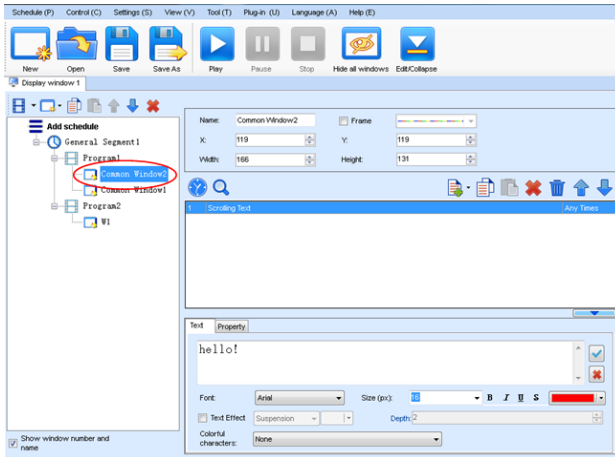 Schedule (P) Control (C) Settings (S) View (V) Tool (T) Plug-in (U) Language (A) Help (E)
New Open Save Save As Play Pause Stop Hide all windows Edit/Collapse
Display window 1
Add schedule
General Segment1
Program1
Common Window2
Common Window1
Program2
W1
Show window number and
name
Name: Common Window2 Frame
X: 119 Y: 119
Width: 166 Height: 131
1 Scrolling Text Any Times
Text Property
hello!
Font: Arial Size (px): 16 B I U S
Text Effect Suspension Depth: 2
Colorful
characters: None